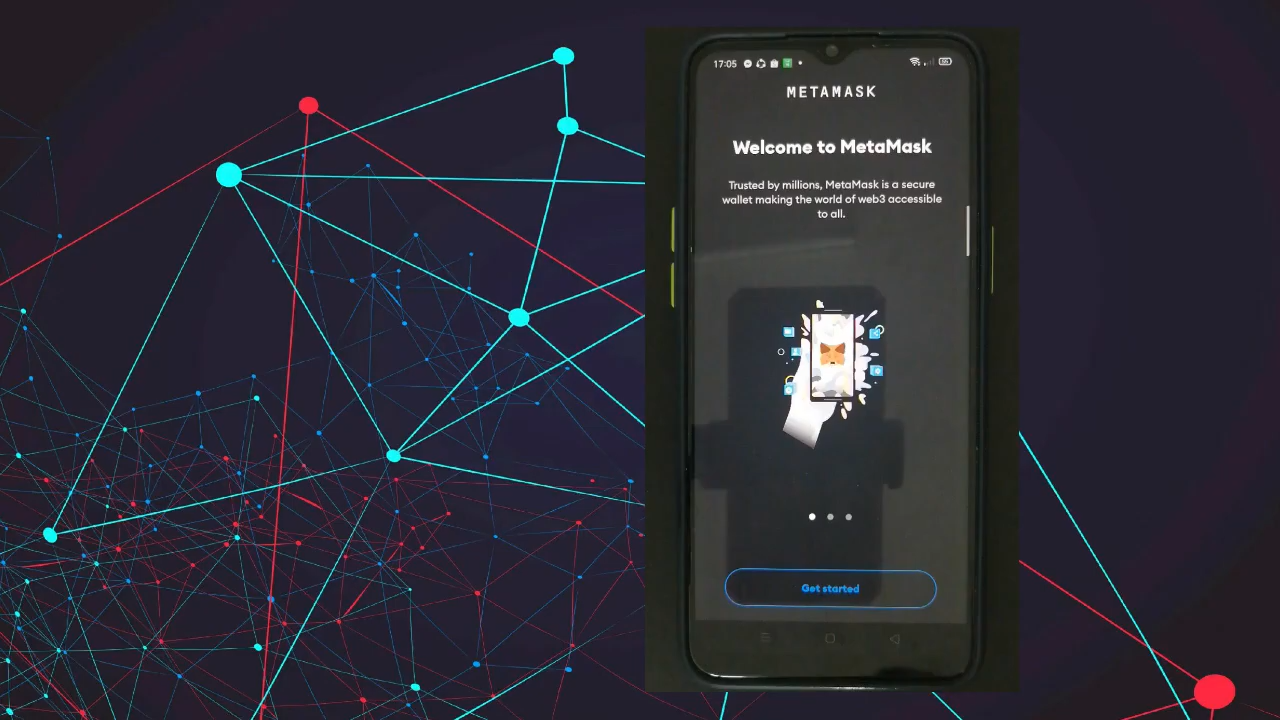 17:05
METAMASK
Welcome to MetaMask
Trusted by millions, MetaMask is a secure
wallet making the world of web3 accessible
to all.
Get started